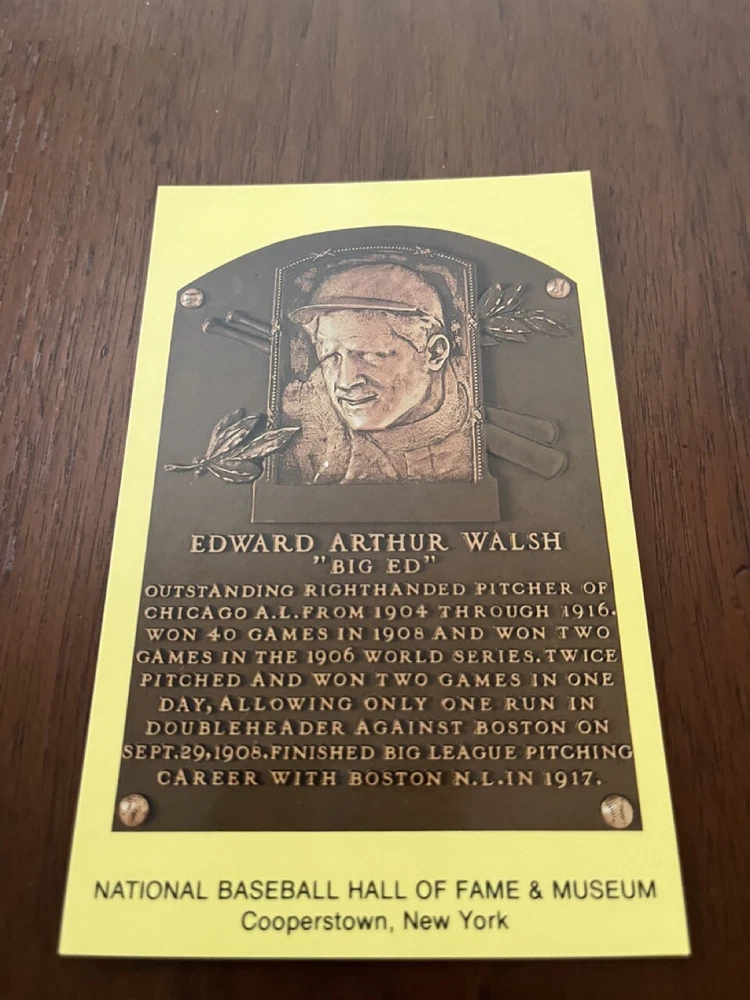 EDWARD ARTHUR WALSH
"BIG ED"
OUTSTANDING RIGHTHANDED PITCHER OF
CHICAGO A.L.FROM 1904 THROUGH 1916.
WON 40 GAMES IN 1908 AND WON TWO
GAMES IN THE 1906 WORLD SERIES.TWICE
PITCHED AND WON TWO GAMES IN ONE
DAY,ALLOWING ONLY ONE RUN IN
DOUBLEHEADER AGAINST BOSTON ON
SEPT.29,1908.FINISHED BIG LEAGUE PITCHING
CAREER WITH BOSTON N.L.IN 1917.
NATIONAL BASEBALL HALL OF FAME & MUSEUM
Cooperstown, New York